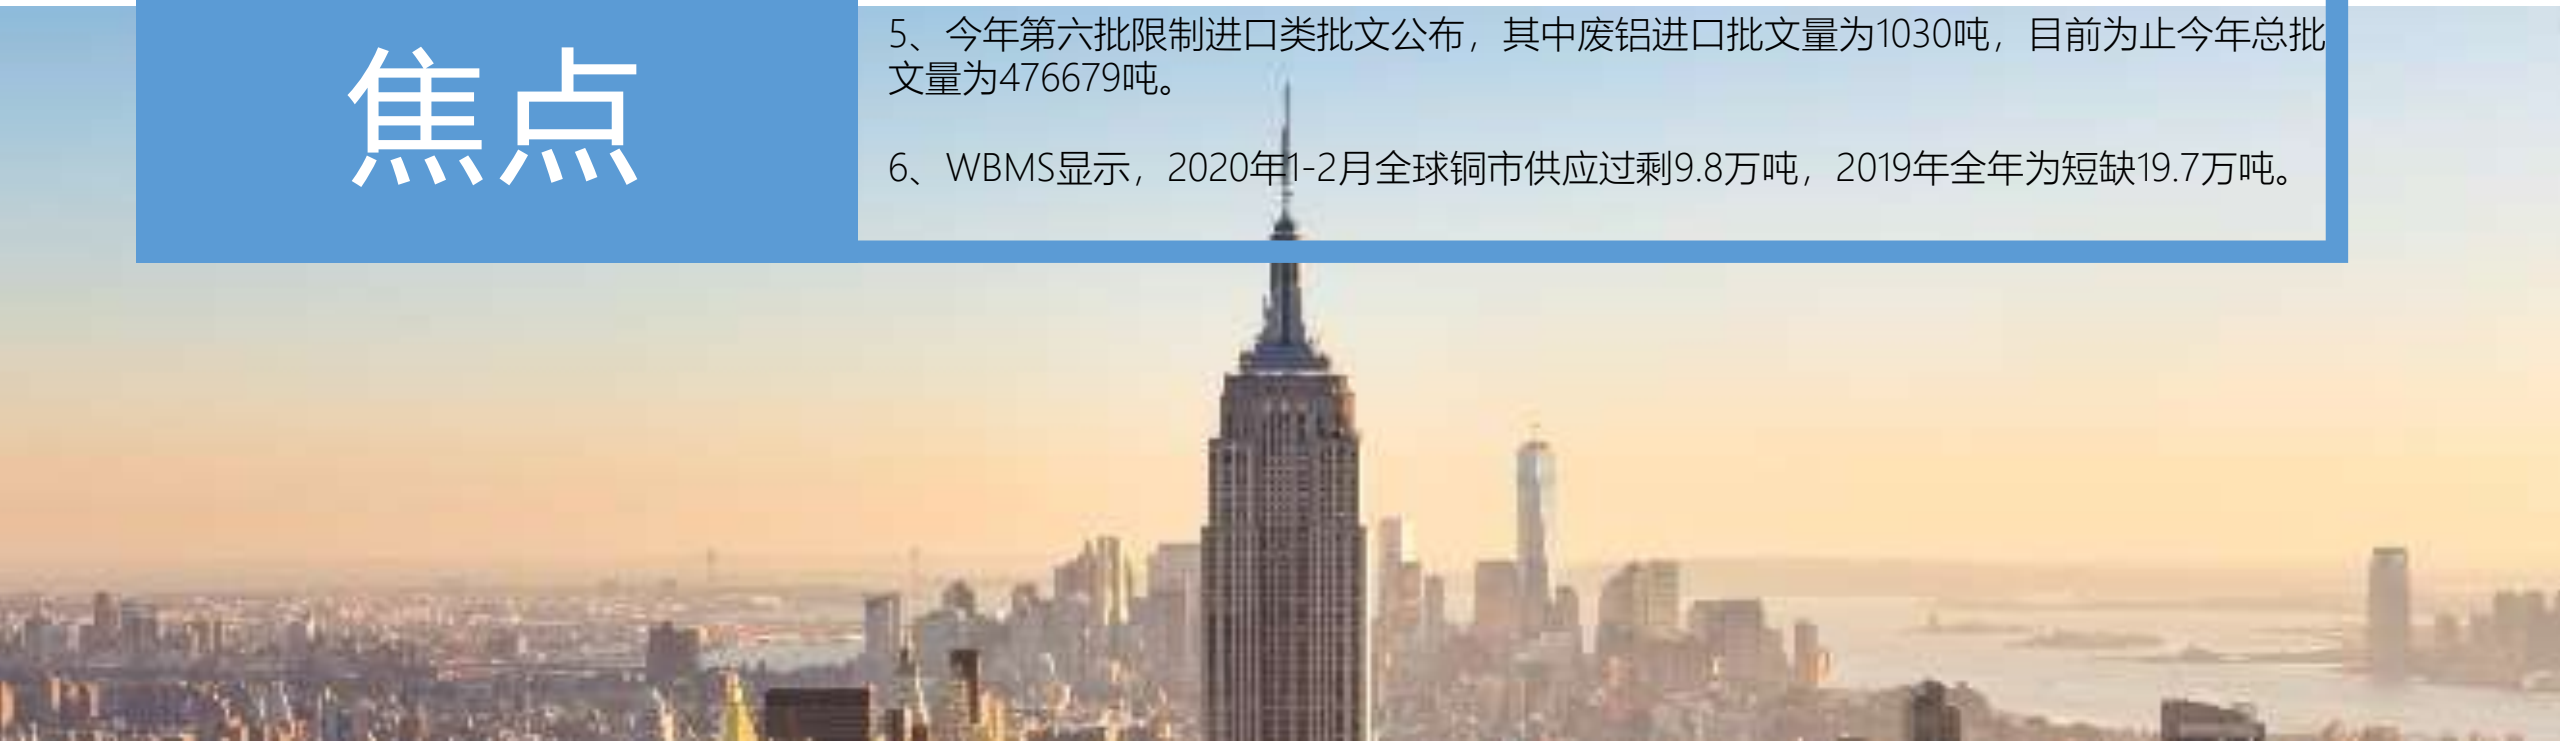 焦点
5、今年第六批限制进口类批文公布，其中废铝进口批文量为1030吨，目前为止今年总批
文量为476679吨。
6、WBMS显示，2020年1-2月全球铜市供应过剩9.8万吨，2019年全年为短缺19.7万吨。